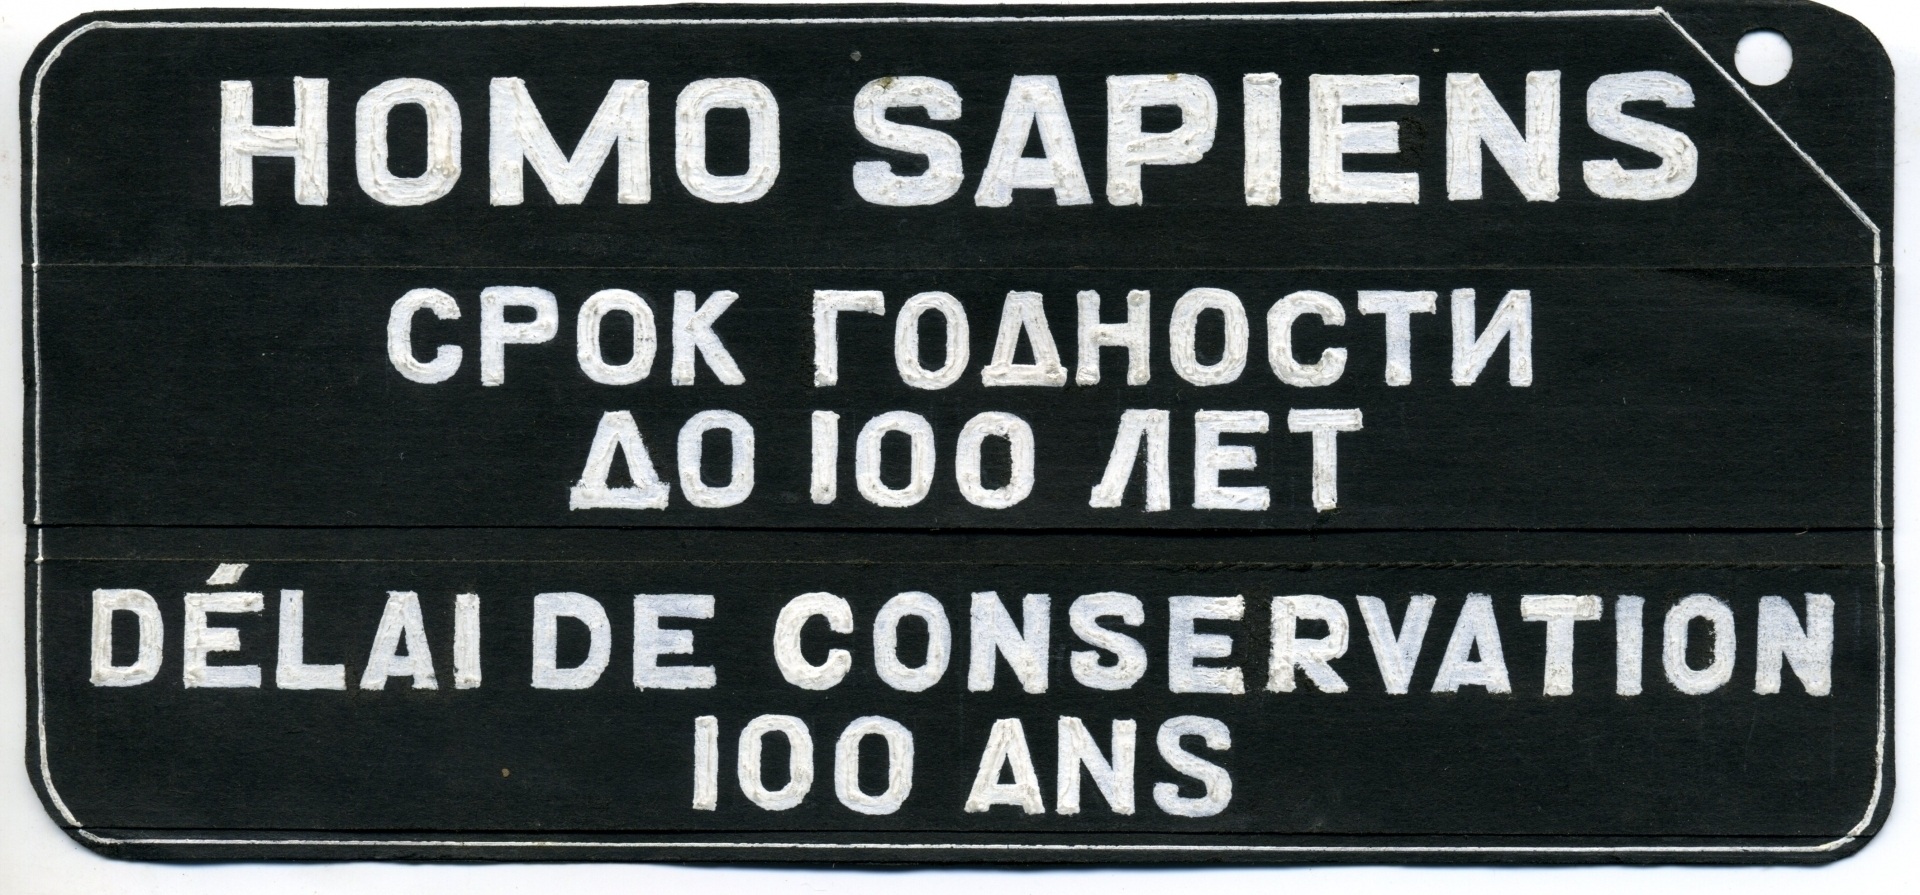 HOMO SAPIENS
СРОК ГОДНОСТИ
ДО 100 ЛЕТ
DÉLAI DE CONSERVATION
100 ANS